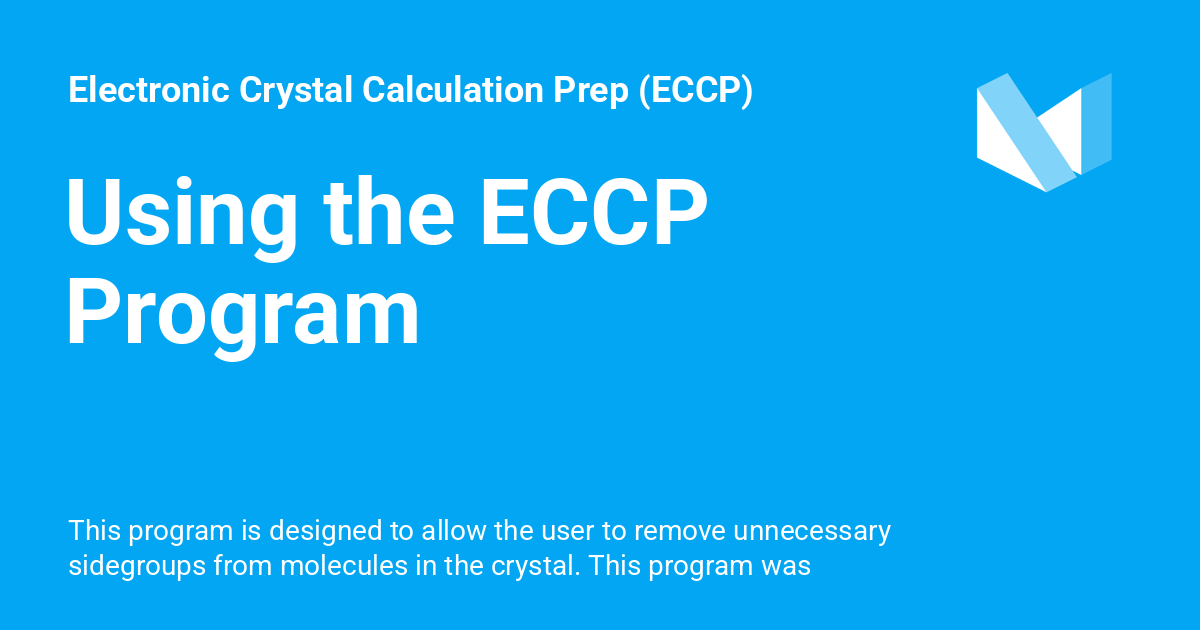 Electronic Crystal Calculation Prep (ECCP)
Using the ECCP
Program
This program is designed to allow the user to remove unnecessary
sidegroups from molecules in the crystal. This program was